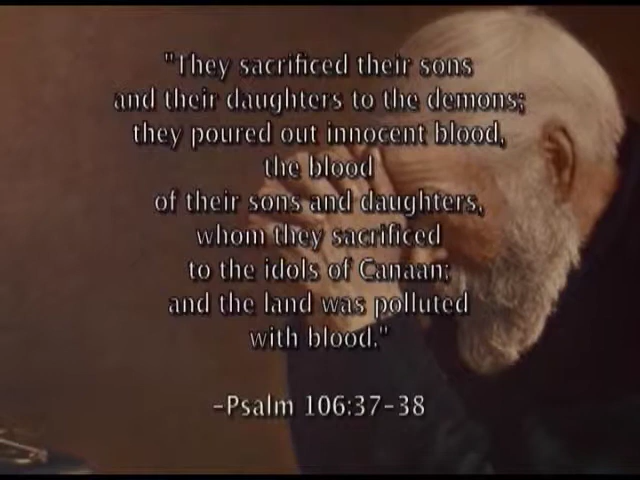 "They sacrificed their sons
and their daughters to the demons;
they poured out innocent blood,
the blood
of their sons and daughters,
whom they sacrificed
to the idols of Canaan;
and the land was polluted
with blood."
-Psalm 106:37-38